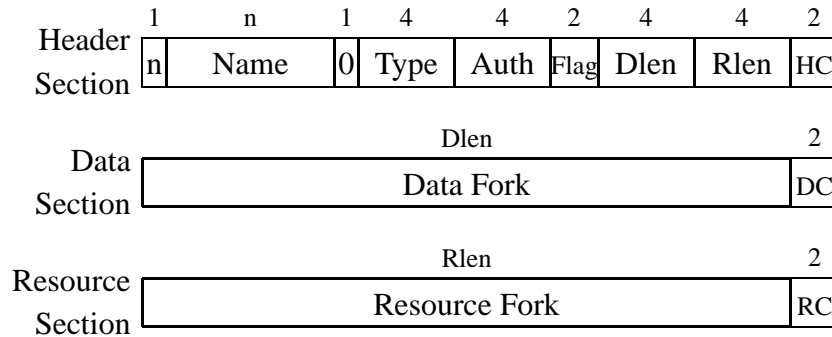 1 n 1 4 4 2 4 4 2
Header Section n Name 0 Type Auth Flag Dlen Rlen HC
Dlen 2
Data Section Data Fork DC
Rlen 2
Resource Section Resource Fork RC